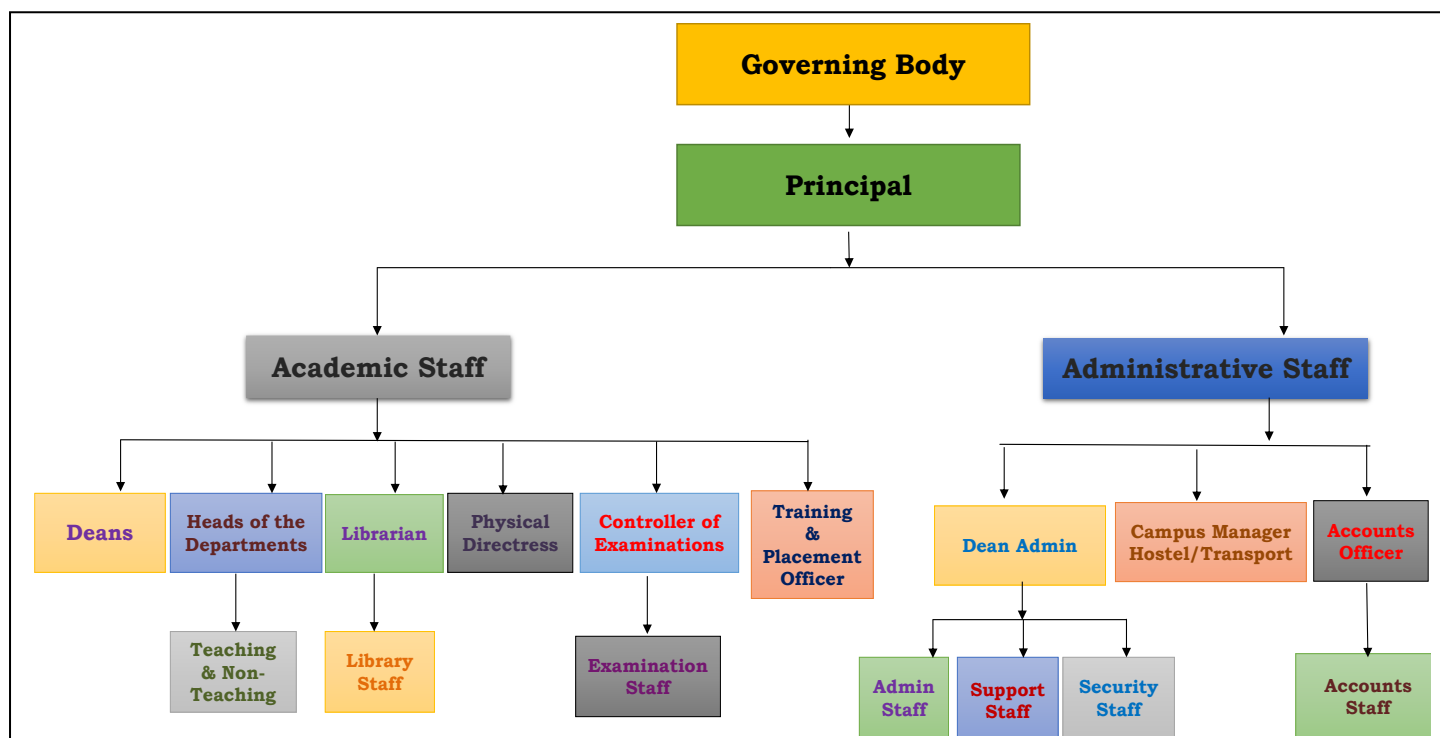 Governing Body
Principal
Academic Staff
Administrative Staff
Deans
Heads of the
Departments
Librarian
Physical
Directress
Controller of
Examinations
Training
&
Placement
Officer
Dean Admin
Campus Manager
Hostel/Transport
Accounts
Officer
Teaching
& Non-
Teaching
Library
Staff
Examination
Staff
Admin
Staff
Support
Staff
Security
Staff
Accounts
Staff